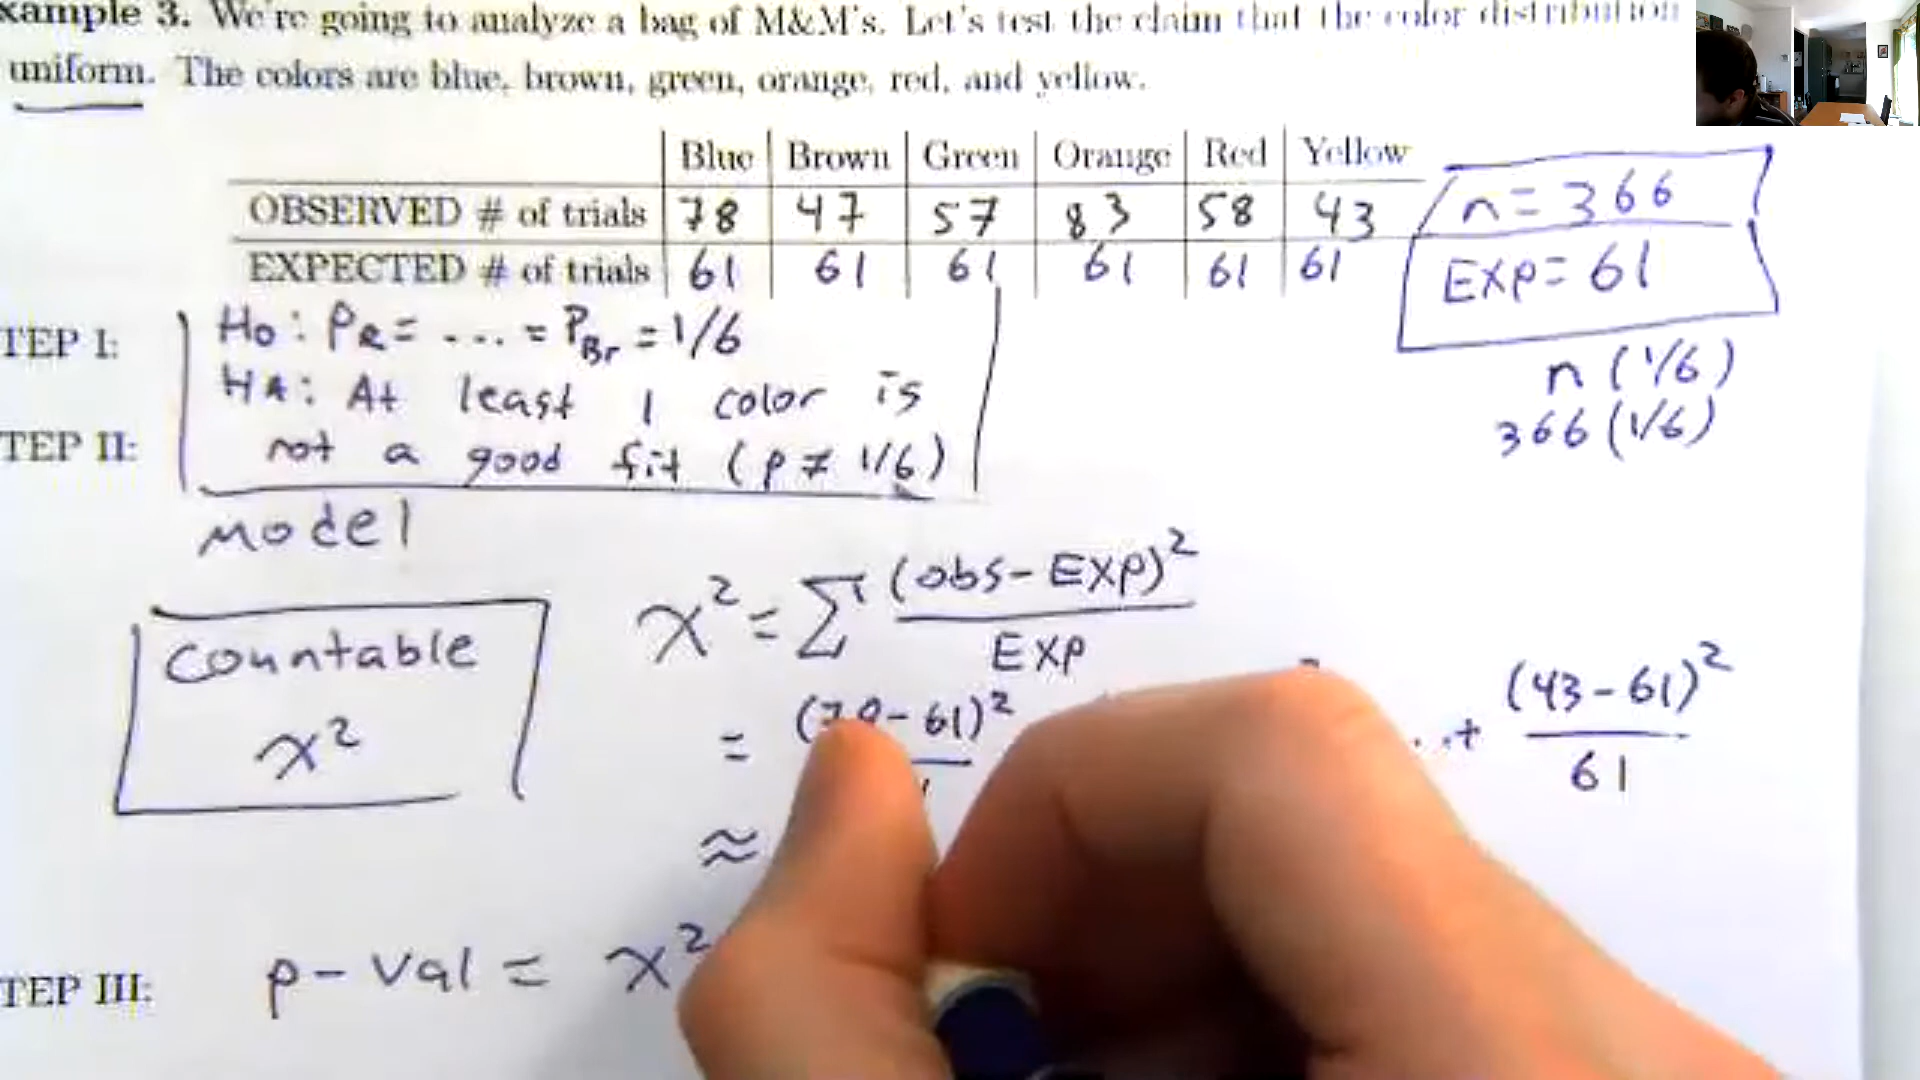 xample 3. We're going to analyze a bag of M&M's. Let's test the claim that the color distribution
uniform. The colors are blue, brown, green, orange, red, and yellow.
Blue Brown Green Orange Red Yellow
OBSERVED # of trials 78 47 57 83 58 43
EXPECTED # of trials 61 61 61 61 61 61
n = 366
EXP = 61
n (1/6)
366 (1/6)
TEP I:
H₀: P_R = ... = P_Br = 1/6
H_A: At least 1 color is
TEP II:
not a good fit (p ≠ 1/6)
Model
countable
χ²
χ² = Σ (obs - EXP)² / EXP
= (78 - 61)² ...+ (43 - 61)² / 61
≈
TEP III:
p-val = χ²